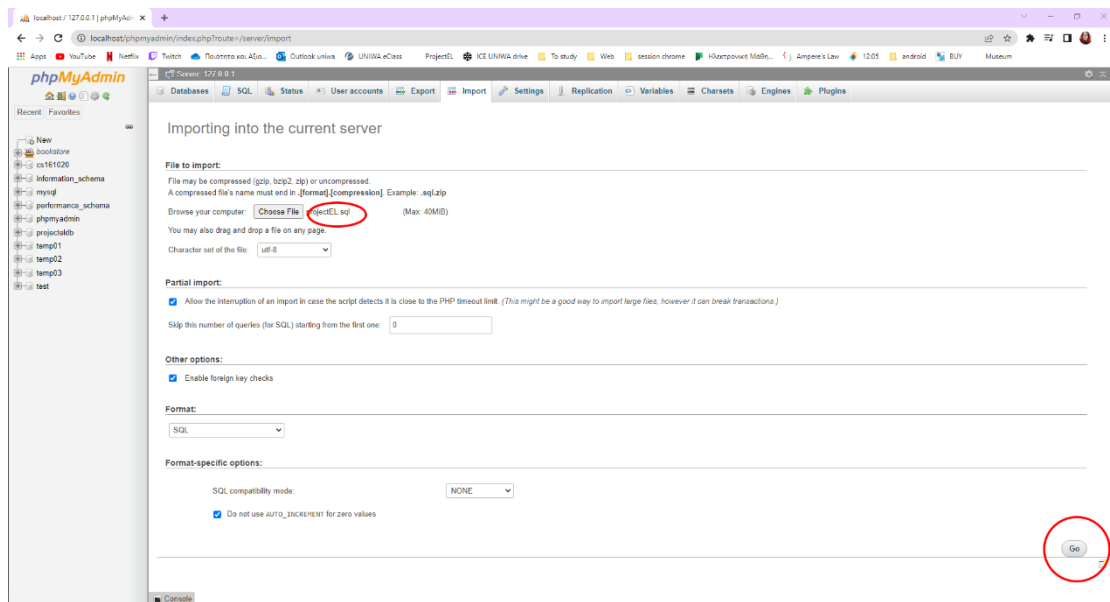 localhost / 127.0.0.1 | phpMyAdm
localhost/phpmyadmin/index.php?route=/server/import
Apps YouTube Netflix Twitch Ποιότητα και Αξιο... Outlook uniwa UNIWA eClass ProjectEL ICE UNIWA drive To study Web session chrome Ηλεκτρονική Μάθη... Ampere's Law 12.05 android BUY Museum
phpMyAdmin
Recent Favorites
New
bookstore
cs161020
information_schema
mysql
performance_schema
phpmyadmin
projecteldb
temp01
temp02
temp03
test
Server: 127.0.0.1
Databases SQL Status User accounts Export Import Settings Replication Variables Charsets Engines Plugins
Importing into the current server
File to import:
File may be compressed (gzip, bzip2, zip) or uncompressed.
A compressed file's name must end in .[format].[compression]. Example: .sql.zip
Browse your computer: Choose File projectEL.sql (Max: 40MiB)
You may also drag and drop a file on any page.
Character set of the file: utf-8
Partial import:
Allow the interruption of an import in case the script detects it is close to the PHP timeout limit. (This might be a good way to import large files, however it can break transactions.)
Skip this number of queries (for SQL) starting from the first one: 0
Other options:
Enable foreign key checks
Format:
SQL
Format-specific options:
SQL compatibility mode: NONE
Do not use AUTO_INCREMENT for zero values
Go
Console